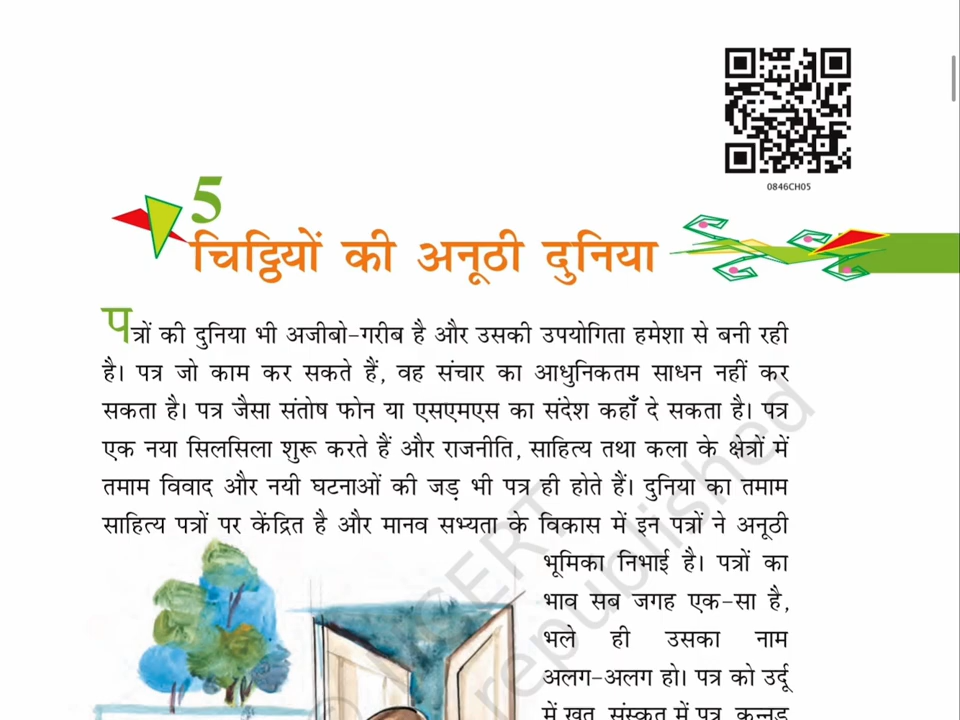 0846CH05
5
चिट्ठियों की अनूठी दुनिया
पत्रों की दुनिया भी अजीबो-गरीब है और उसकी उपयोगिता हमेशा से बनी रही
है। पत्र जो काम कर सकते हैं, वह संचार का आधुनिकतम साधन नहीं कर
सकता है। पत्र जैसा संतोष फोन या एसएमएस का संदेश कहाँ दे सकता है। पत्र
एक नया सिलसिला शुरू करते हैं और राजनीति, साहित्य तथा कला के क्षेत्रों में
तमाम विवाद और नयी घटनाओं की जड़ भी पत्र ही होते हैं। दुनिया का तमाम
साहित्य पत्रों पर केंद्रित है और मानव सभ्यता के विकास में इन पत्रों ने अनूठी
भूमिका निभाई है। पत्रों का
भाव सब जगह एक-सा है,
भले ही उसका नाम
अलग-अलग हो। पत्र को उर्दू
में खत, संस्कृत में पत्र, कन्नड़
© NCERT
republished